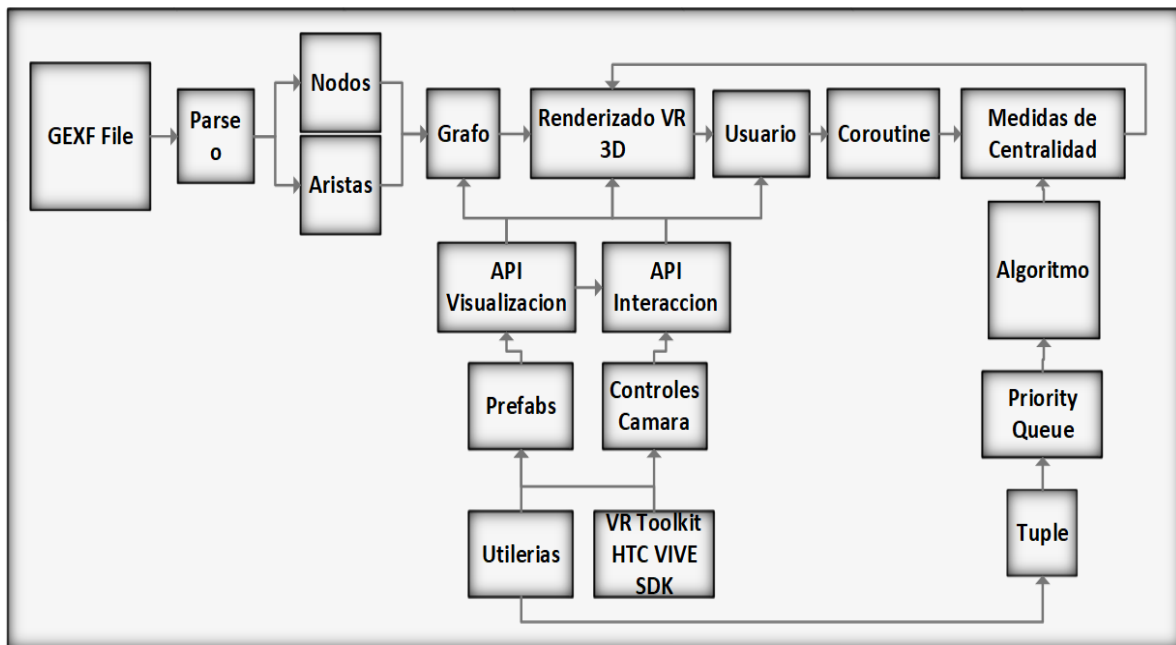 GEXF File
Parse
o
Nodos
Aristas
Grafo
Renderizado VR
3D
Usuario
Coroutine
Medidas de
Centralidad
API
Visualizacion
API
Interaccion
Algoritmo
Prefabs
Controles
Camara
Priority
Queue
Utilerias
VR Toolkit
HTC VIVE
SDK
Tuple